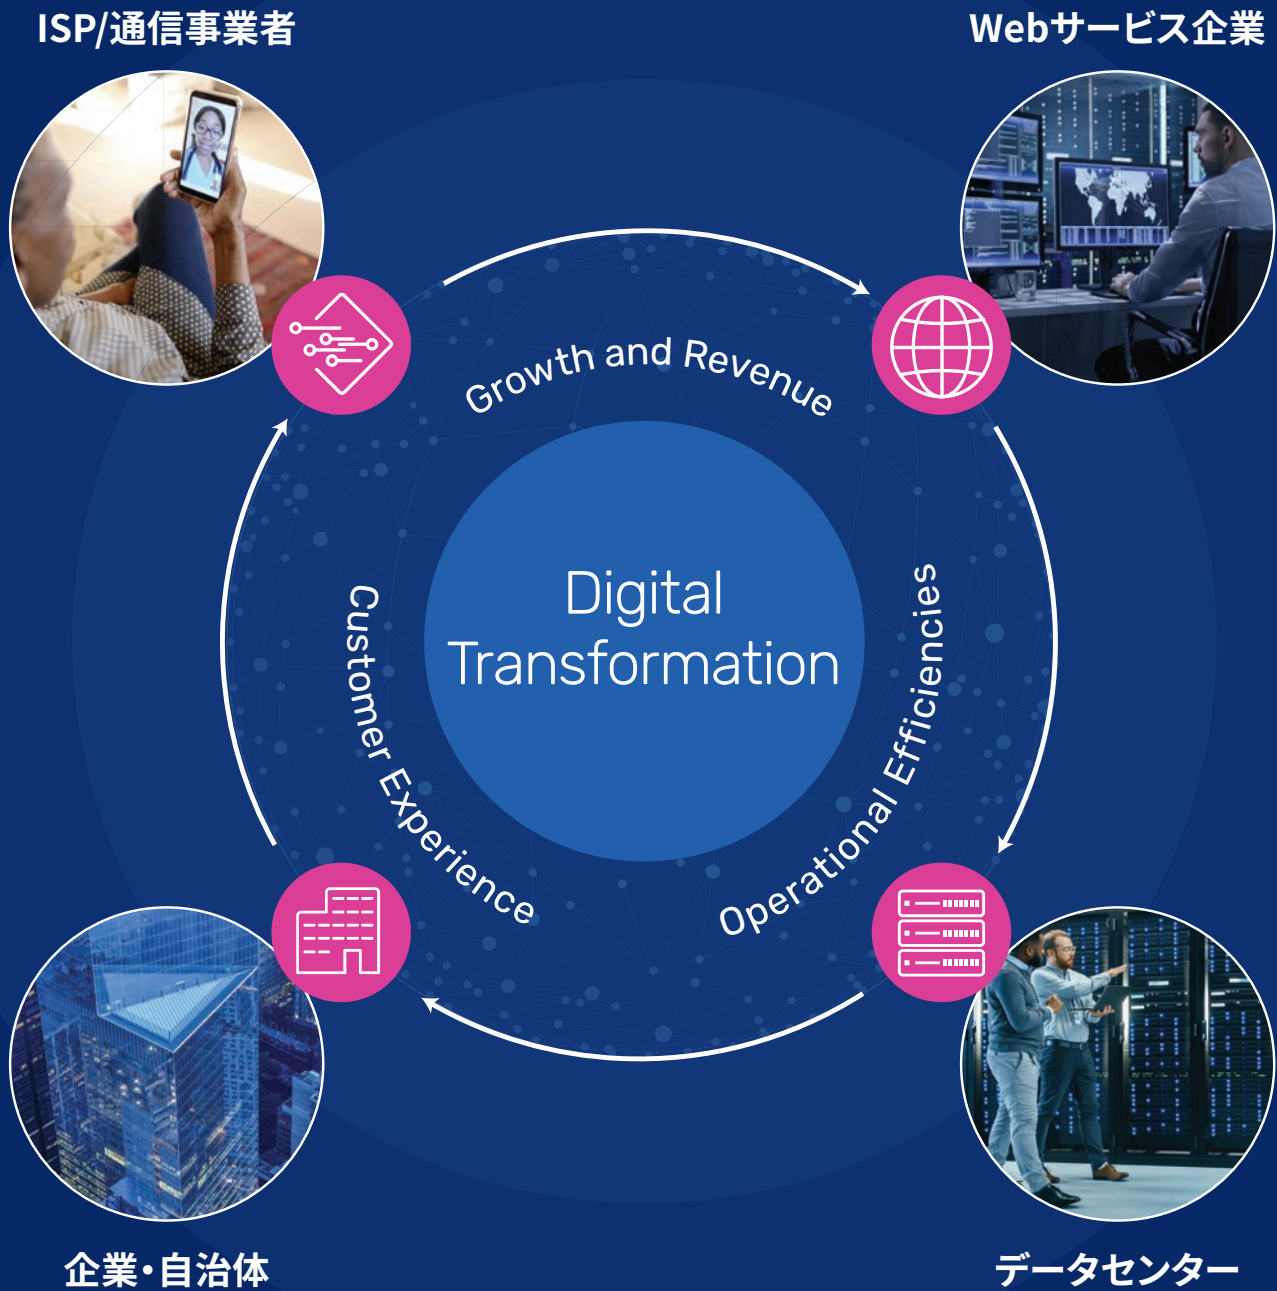 ISP/通信事業者
Webサービス企業
Growth and Revenue
Digital
Transformation
Customer Experience
Operational Efficiencies
企業・自治体
データセンター